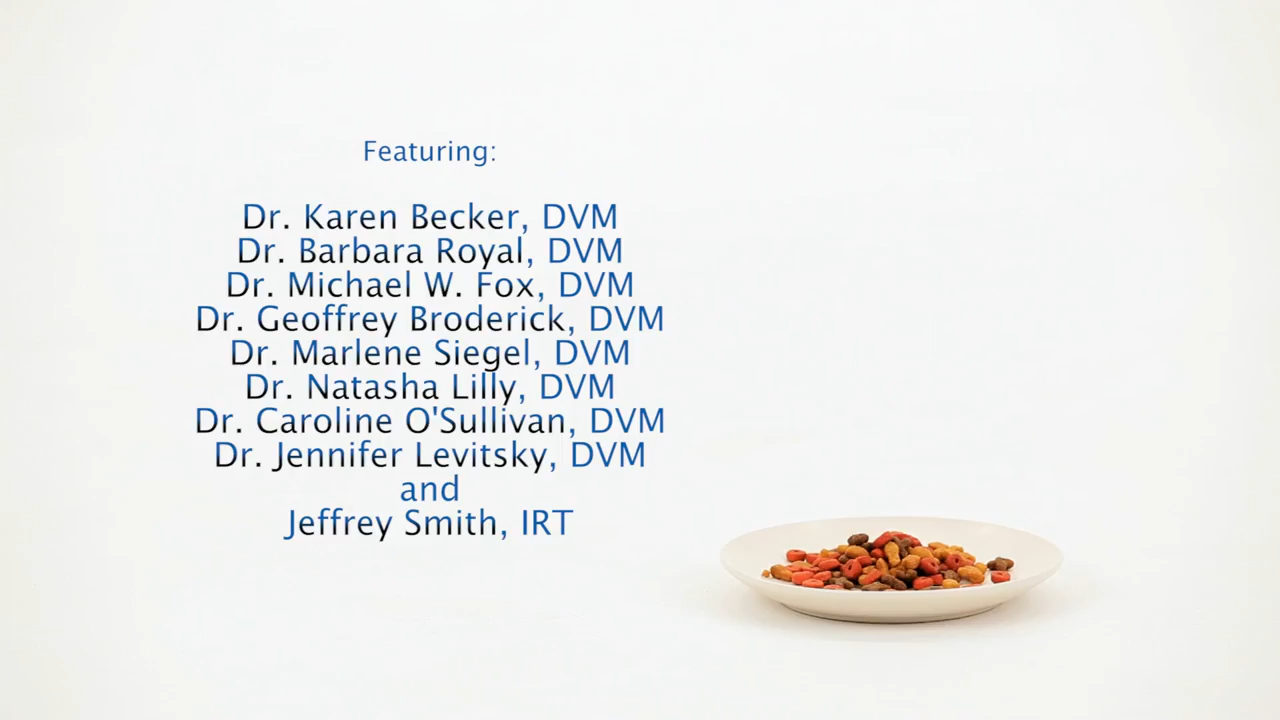 Featuring:
Dr. Karen Becker, DVM
Dr. Barbara Royal, DVM
Dr. Michael W. Fox, DVM
Dr. Geoffrey Broderick, DVM
Dr. Marlene Siegel, DVM
Dr. Natasha Lilly, DVM
Dr. Caroline O'Sullivan, DVM
Dr. Jennifer Levitsky, DVM
and
Jeffrey Smith, IRT